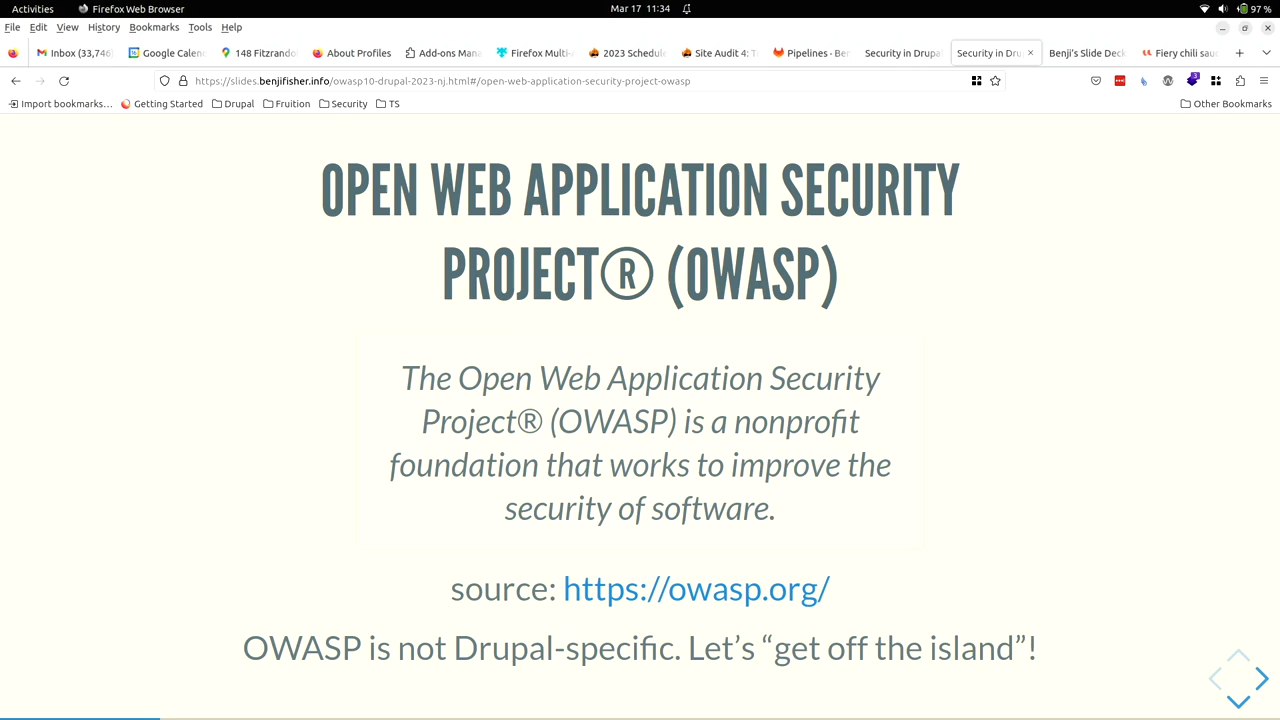 Activities Firefox Web Browser Mar 17 11:34 97 %
File Edit View History Bookmarks Tools Help
Inbox (33,746 Google Calen 148 Fitzrando About Profiles Add-ons Mana Firefox Multi- 2023 Schedule Site Audit 4: T Pipelines - Ben Security in Drupa Security in Dru Benji's Slide Deck Fiery chili sauc
https://slides.benjifisher.info/owasp10-drupal-2023-nj.html#/open-web-application-security-project-owasp
Import bookmarks... Getting Started Drupal Fruition Security TS Other Bookmarks
OPEN WEB APPLICATION SECURITY
PROJECT® (OWASP)
The Open Web Application Security
Project® (OWASP) is a nonprofit
foundation that works to improve the
security of software.
source: https://owasp.org/
OWASP is not Drupal-specific. Let's “get off the island”!